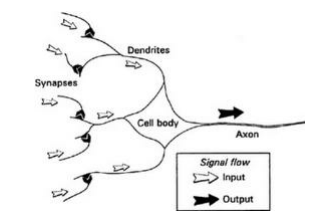 Dendrites
Synapses
Cell body
Axon
Signal flow
Input
Output